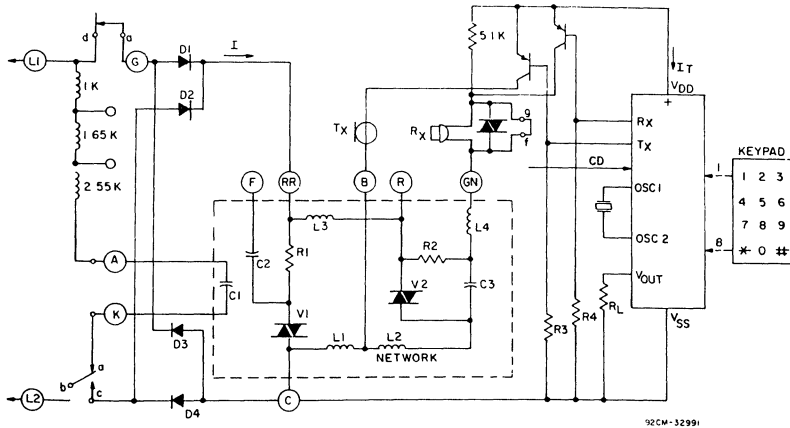 d a
L1
G
D1
I
D2
1K
1 65K
2 55K
5 1 K
IT
VDD
+
TX
RX
g
f
RX
TX
CD
OSC 1
OSC 2
VOUT
VSS
KEYPAD
1
8
1 2 3
4 5 6
7 8 9
* 0 #
F
RR
B
R
GN
L3
L4
C2
R1
R2
V2
C3
C1
V1
L1
L2
NETWORK
A
K
D3
a
b
c
L2
D4
C
R3
R4
RL
92CM-32991